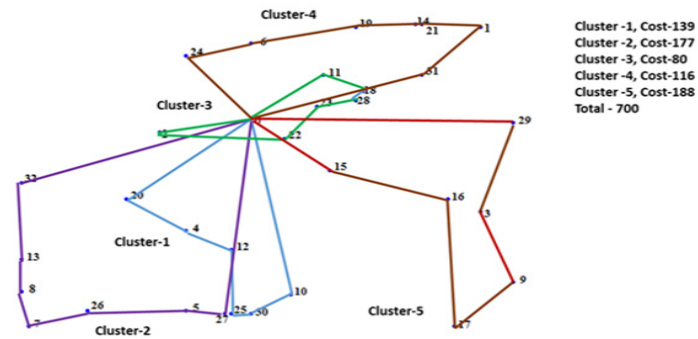 Cluster-4
19
14
21
1
6
24
31
11
18
28
23
Cluster-3
2
22
29
15
32
20
16
3
4
Cluster-1
12
13
8
10
9
26
5
25
30
27
7
Cluster-2
Cluster-5
17
Cluster -1, Cost-139
Cluster -2, Cost-177
Cluster -3, Cost-80
Cluster -4, Cost-116
Cluster -5, Cost-188
Total - 700